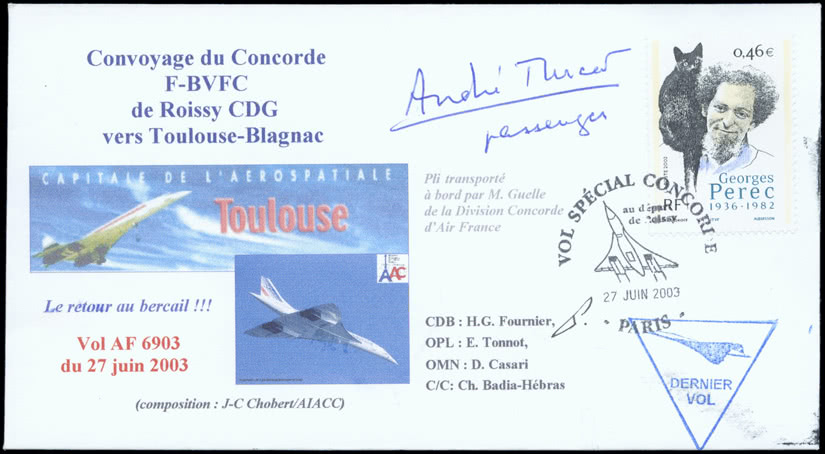 Convoyage du Concorde
F-BVFC
de Roissy CDG
vers Toulouse-Blagnac
André Turcat
passenger
0,46€
Georges
Perec
1936-1982
RF
CAPITALE DE L'AÉROSPATIALE
Toulouse
Pli transporté
à bord par M. Guelle
de la Division Concorde
d'Air France
VOL SPÉCIAL CONCORDE
au départ
de Roissy
27 JUIN 2003
- PARIS -
AAC
Le retour au bercail !!!
Vol AF 6903
du 27 juin 2003
CDB : H.G. Fournier,
OPL : E. Tonnot,
OMN : D. Casari
C/C: Ch. Badia-Hébras
DERNIER
VOL
(composition : J-C Chobert/AIACC)